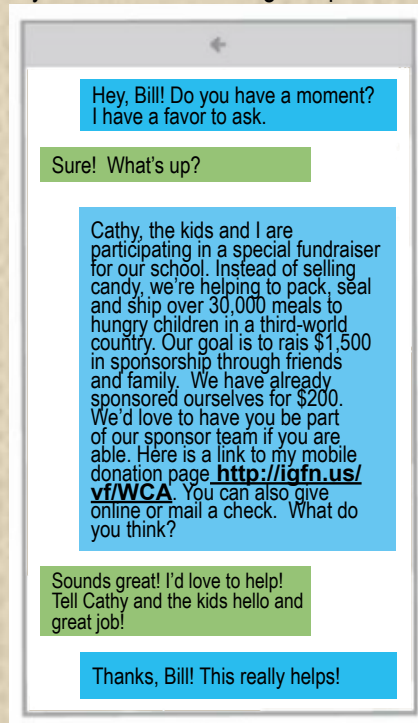 Hey, Bill! Do you have a moment?
I have a favor to ask.
Sure! What's up?
Cathy, the kids and I are
participating in a special fundraiser
for our school. Instead of selling
candy, we're helping to pack, seal
and ship over 30,000 meals to
hungry children in a third-world
country. Our goal is to rais $1,500
in sponsorship through friends
and family. We have already
sponsored ourselves for $200.
We'd love to have you be part
of our sponsor team if you are
able. Here is a link to my mobile
donation page http://igfn.us/
vf/WCA. You can also give
online or mail a check. What do
you think?
Sounds great! I'd love to help!
Tell Cathy and the kids hello and
great job!
Thanks, Bill! This really helps!